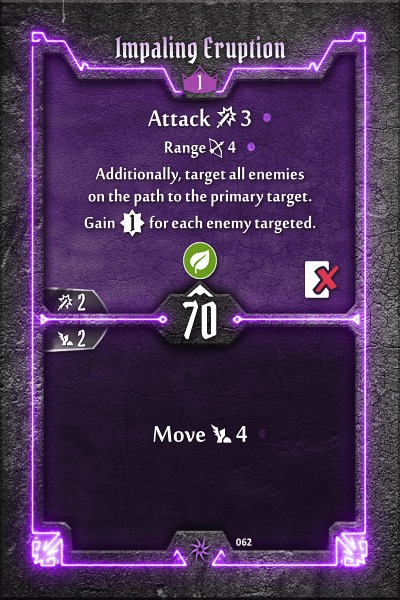 Impaling Eruption
1
Attack 3
Range 4
Additionally, target all enemies
on the path to the primary target.
Gain 1 for each enemy targeted.
2
70
2
Move 4
062